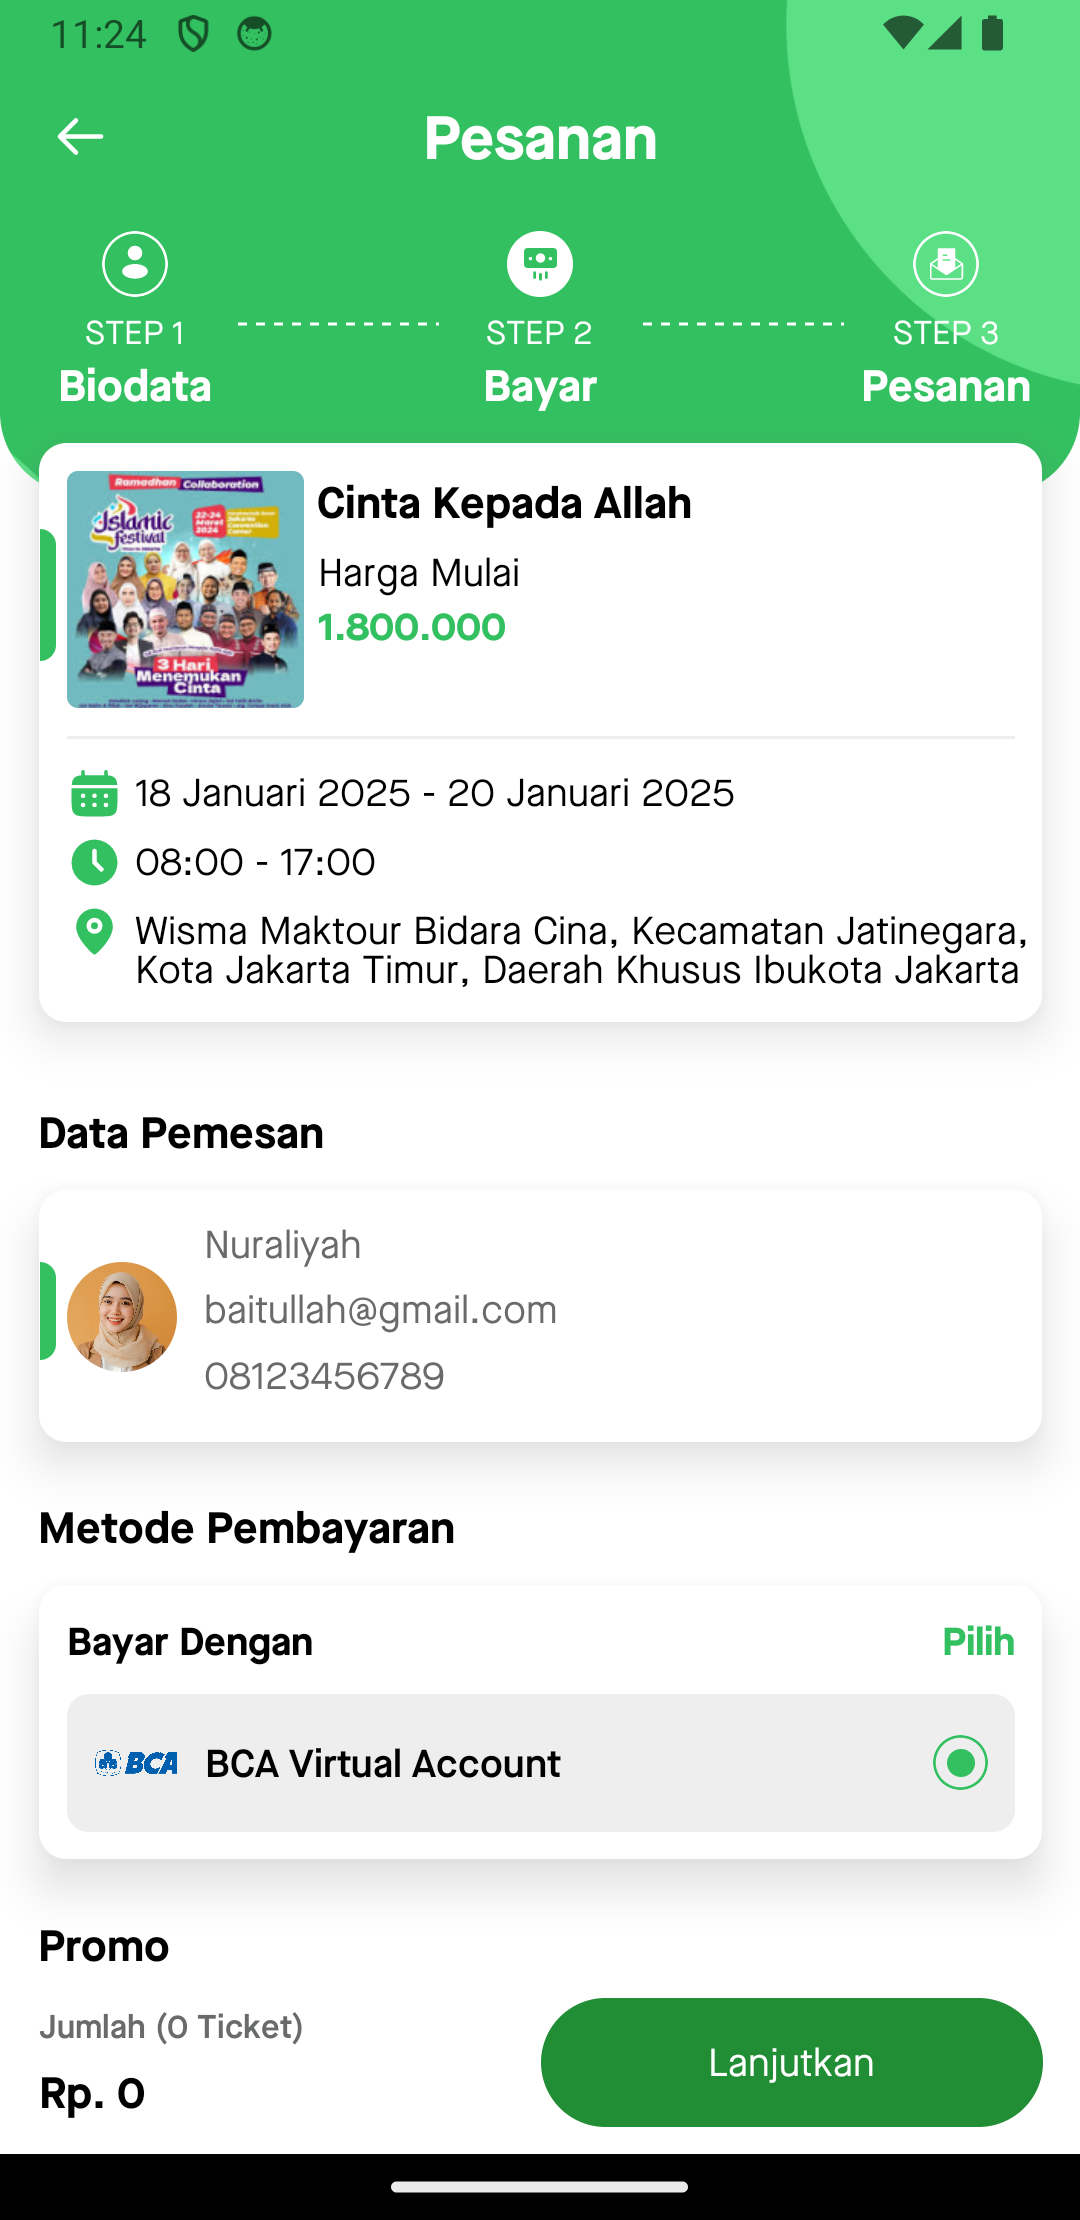 11:24
Pesanan
STEP 1
STEP 2
STEP 3
Biodata
Bayar
Pesanan
Ramadhan Collaboration
Islamic
festival
22-24
Maret
2024
3 Hari
Menemukan
Cinta
Cinta Kepada Allah
Harga Mulai
1.800.000
18 Januari 2025 - 20 Januari 2025
08:00 - 17:00
Wisma Maktour Bidara Cina, Kecamatan Jatinegara,
Kota Jakarta Timur, Daerah Khusus Ibukota Jakarta
Data Pemesan
Nuraliyah
baitullah@gmail.com
08123456789
Metode Pembayaran
Bayar Dengan
Pilih
BCA
BCA Virtual Account
Promo
Jumlah (0 Ticket)
Rp. 0
Lanjutkan